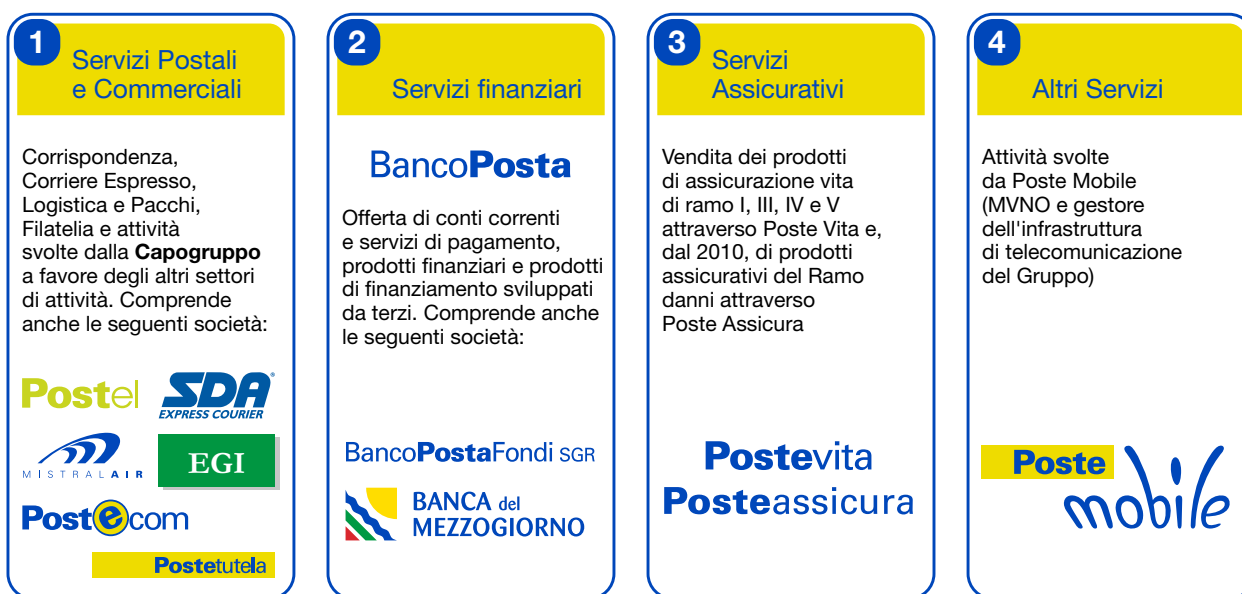 1
Servizi Postali
e Commerciali
Corrispondenza,
Corriere Espresso,
Logistica e Pacchi,
Filatelia e attività
svolte dalla Capogruppo
a favore degli altri settori
di attività. Comprende
anche le seguenti società:
Postel
SDA
EXPRESS COURIER
MISTRALAIR
EGI
Postecom
Postetutela
2
Servizi finanziari
BancoPosta
Offerta di conti correnti
e servizi di pagamento,
prodotti finanziari e prodotti
di finanziamento sviluppati
da terzi. Comprende anche
le seguenti società:
BancoPostaFondi SGR
BANCA del
MEZZOGIORNO
3
Servizi
Assicurativi
Vendita dei prodotti
di assicurazione vita
di ramo I, III, IV e V
attraverso Poste Vita e,
dal 2010, di prodotti
assicurativi del Ramo
danni attraverso
Poste Assicura
Postevita
Posteassicura
4
Altri Servizi
Attività svolte
da Poste Mobile
(MVNO e gestore
dell'infrastruttura
di telecomunicazione
del Gruppo)
Poste
mobile